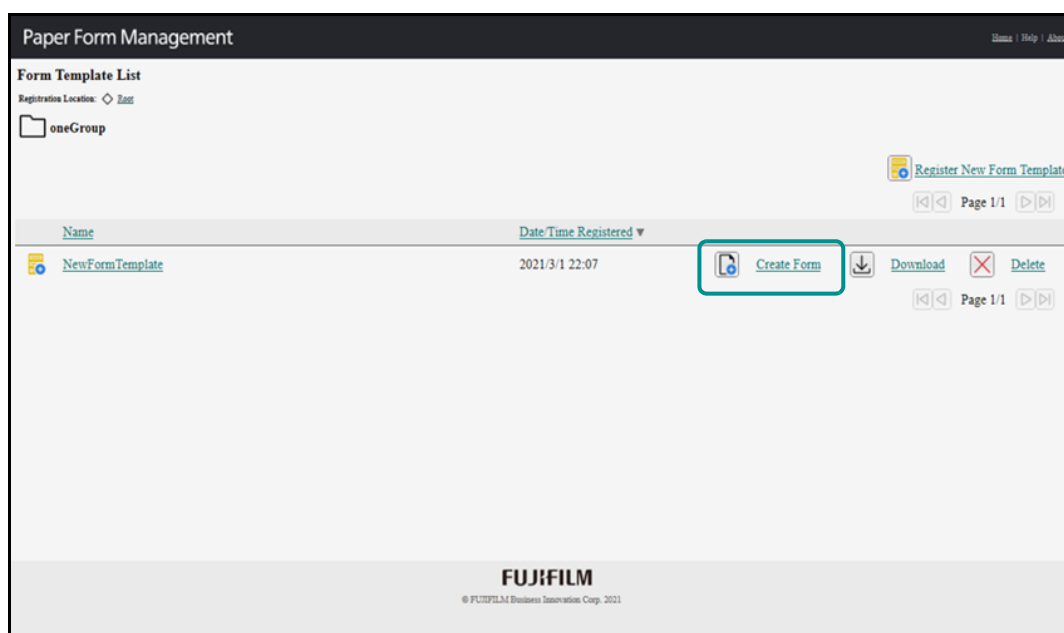 Paper Form Management
Home | Help | Abou
Form Template List
Registration Location: Root
oneGroup
Register New Form Template
Page 1/1
Name Date/Time Registered ▼
NewFormTemplate 2021/3/1 22:07 Create Form Download Delete
Page 1/1
FUJIFILM
© FUJIFILM Business Innovation Corp. 2021